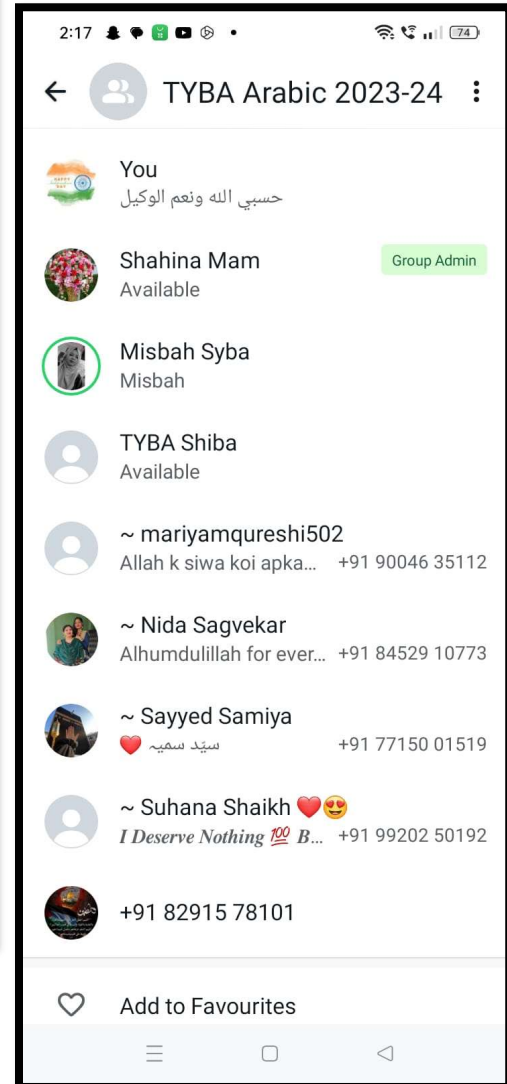 2:17 74
TYBA Arabic 2023-24
You
حسبي الله ونعم الوكيل
Shahina Mam Group Admin
Available
Misbah Syba
Misbah
TYBA Shiba
Available
~ mariyamqureshi502
Allah k siwa koi apka... +91 90046 35112
~ Nida Sagvekar
Alhumdulillah for ever... +91 84529 10773
~ Sayyed Samiya
سیّد سمیہ ❤️ +91 77150 01519
~ Suhana Shaikh ❤️😍
I Deserve Nothing 💯 B... +91 99202 50192
+91 82915 78101
Add to Favourites